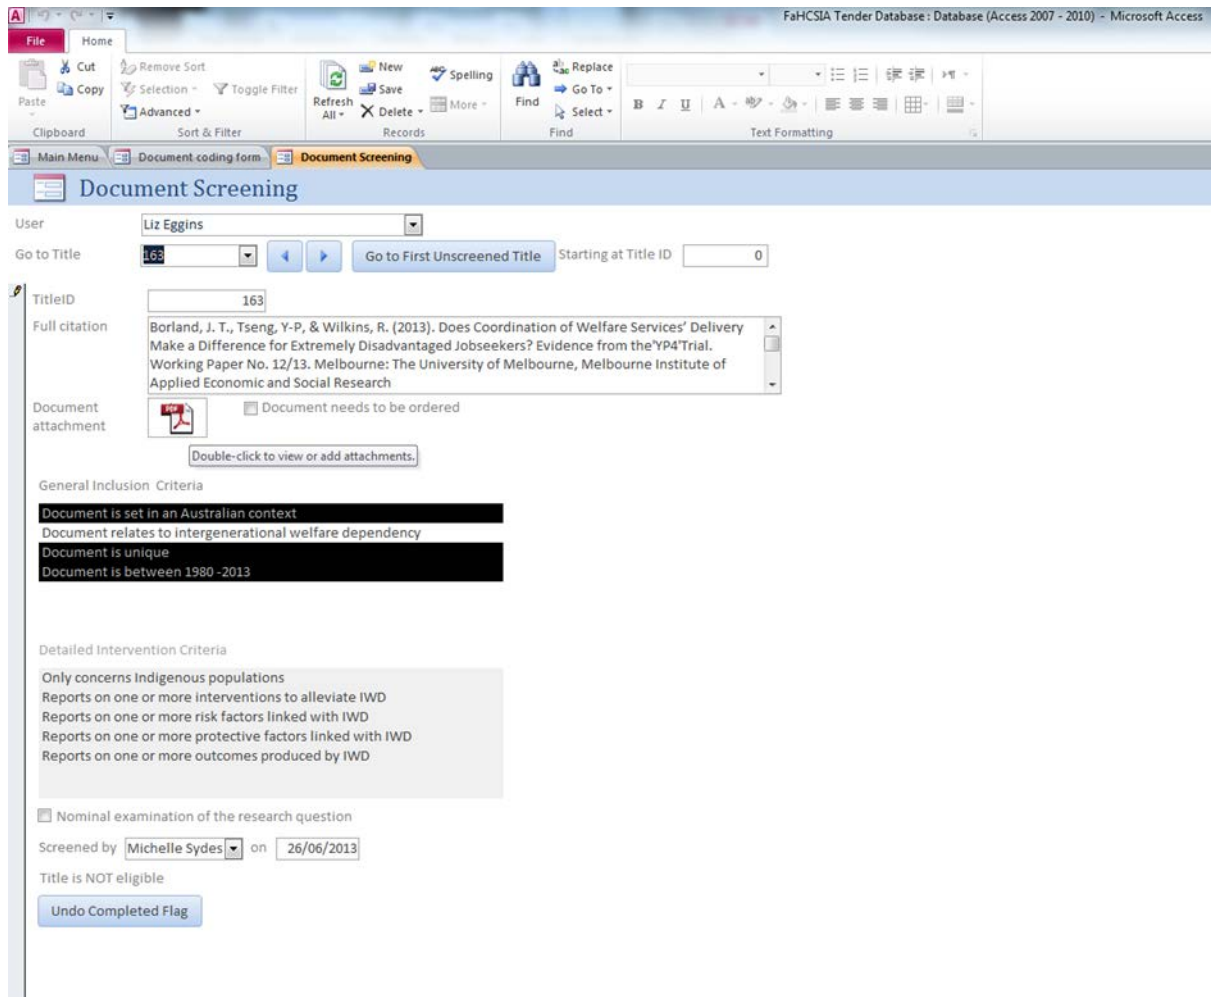 A FaHCSIA Tender Database : Database (Access 2007 - 2010) - Microsoft Access
File Home
Cut Remove Sort New Spelling Replace
Copy Selection Toggle Filter Save Go To
Paste Advanced Refresh All Delete More Find Select B I U A
Clipboard Sort & Filter Records Find Text Formatting
Main Menu Document coding form Document Screening
Document Screening
User Liz Eggins
Go to Title 163 Go to First Unscreened Title Starting at Title ID 0
TitleID 163
Full citation Borland, J. T., Tseng, Y-P, & Wilkins, R. (2013). Does Coordination of Welfare Services' Delivery
Make a Difference for Extremely Disadvantaged Jobseekers? Evidence from the'YP4'Trial.
Working Paper No. 12/13. Melbourne: The University of Melbourne, Melbourne Institute of
Applied Economic and Social Research
Document attachment PDF Document needs to be ordered
Double-click to view or add attachments.
General Inclusion Criteria
Document is set in an Australian context
Document relates to intergenerational welfare dependency
Document is unique
Document is between 1980 -2013
Detailed Intervention Criteria
Only concerns Indigenous populations
Reports on one or more interventions to alleviate IWD
Reports on one or more risk factors linked with IWD
Reports on one or more protective factors linked with IWD
Reports on one or more outcomes produced by IWD
Nominal examination of the research question
Screened by Michelle Sydes on 26/06/2013
Title is NOT eligible
Undo Completed Flag